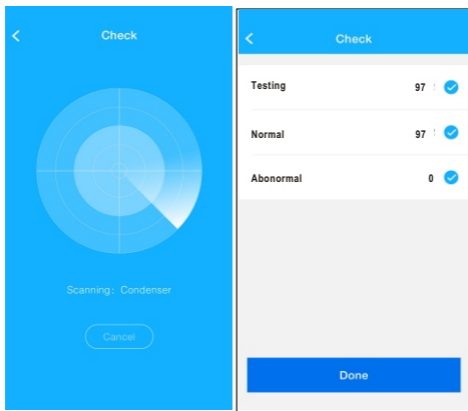 Check
Scanning: Condenser
Cancel
Check
Testing 97
Normal 97
Abonormal 0
Done